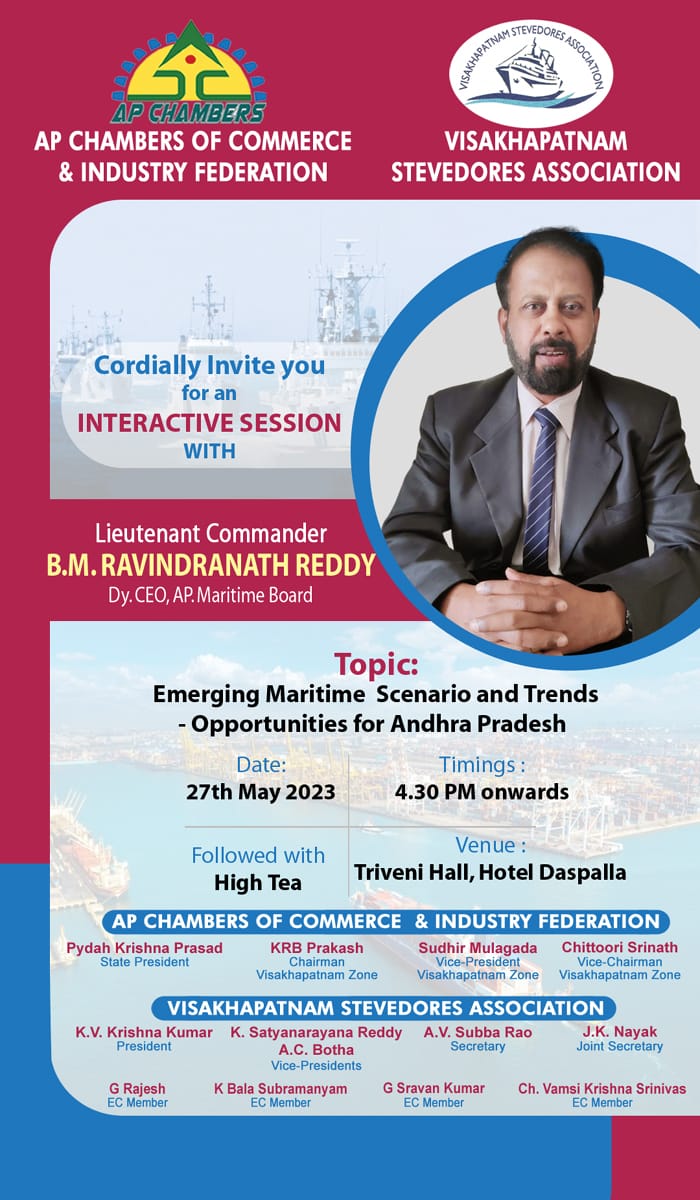 AP CHAMBERS
AP CHAMBERS OF COMMERCE
& INDUSTRY FEDERATION
VISAKHAPATNAM STEVEDORES ASSOCIATION
VISAKHAPATNAM
STEVEDORES ASSOCIATION
Cordially Invite you
for an
INTERACTIVE SESSION
WITH
Lieutenant Commander
B.M. RAVINDRANATH REDDY
Dy. CEO, AP. Maritime Board
Topic:
Emerging Maritime Scenario and Trends
- Opportunities for Andhra Pradesh
Date:
27th May 2023
Timings :
4.30 PM onwards
Followed with
High Tea
Venue :
Triveni Hall, Hotel Daspalla
AP CHAMBERS OF COMMERCE & INDUSTRY FEDERATION
Pydah Krishna Prasad
State President
KRB Prakash
Chairman
Visakhapatnam Zone
Sudhir Mulagada
Vice-President
Visakhapatnam Zone
Chittoori Srinath
Vice-Chairman
Visakhapatnam Zone
VISAKHAPATNAM STEVEDORES ASSOCIATION
K.V. Krishna Kumar
President
K. Satyanarayana Reddy
A.C. Botha
Vice-Presidents
A.V. Subba Rao
Secretary
J.K. Nayak
Joint Secretary
G Rajesh
EC Member
K Bala Subramanyam
EC Member
G Sravan Kumar
EC Member
Ch. Vamsi Krishna Srinivas
EC Member